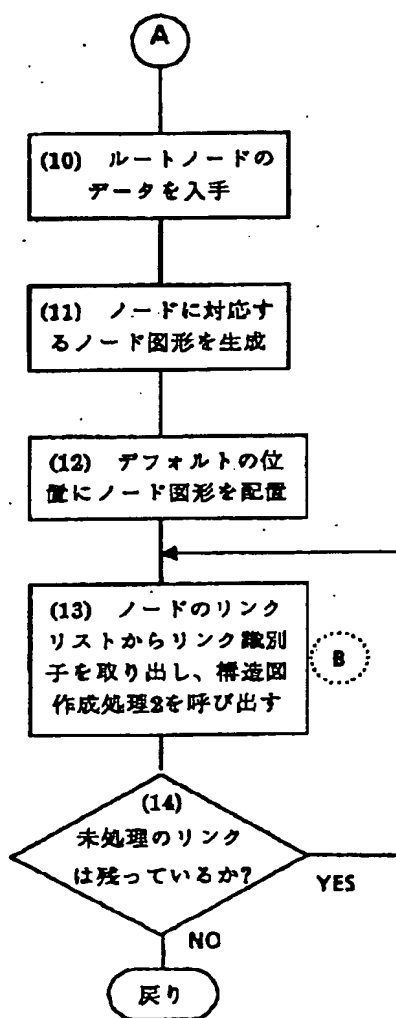 A
(10) ルートノードの
データを入手
(11) ノードに対応す
るノード図形を生成
(12) デフォルトの位
置にノード図形を配置
(13) ノードのリンク
リストからリンク識別
子を取り出し、構造図
作成処理2を呼び出す
B
(14)
未処理のリンク
は残っているか?
YES
NO
戻り